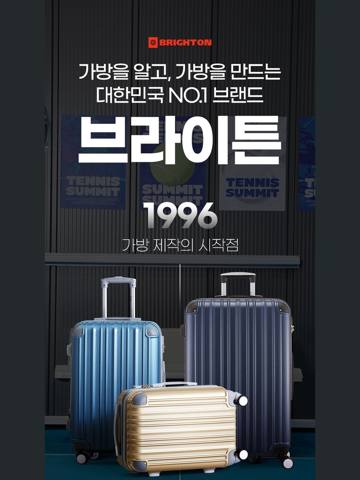 BRIGHTON
가방을 알고, 가방을 만드는
대한민국 NO.1 브랜드
브라이튼
TENNIS
SUMMIT
SUMMIT
SUMMIT
TENNIS
SUMMIT
1996
가방 제작의 시작점